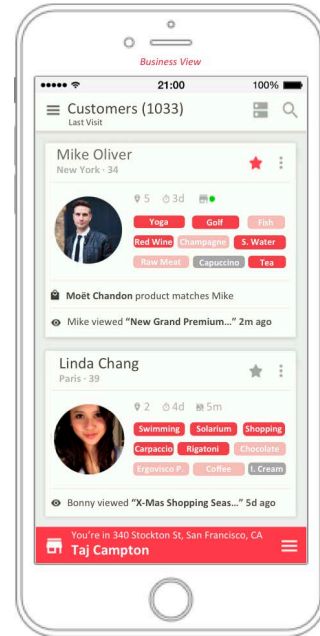 Business View
21:00 100%
Customers (1033)
Last Visit
Mike Oliver
New York · 34
5 3d
Yoga Golf Fish
Red Wine Champagne S. Water
Raw Meat Capuccino Tea
Moët Chandon product matches Mike
Mike viewed “New Grand Premium...” 2m ago
Linda Chang
Paris · 39
2 4d 5m
Swimming Solarium Shopping
Carpaccio Rigatoni Chocolate
Ergovisco P. Coffee I. Cream
Bonny viewed “X-Mas Shopping Seas...” 5d ago
You’re in 340 Stockton St, San Francisco, CA
Taj Campton